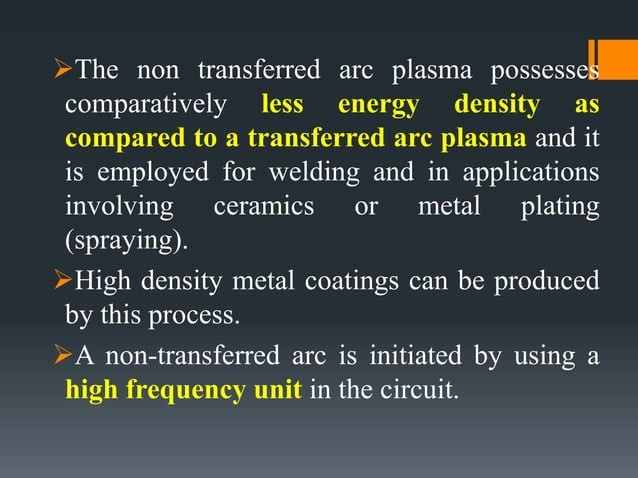 ➢The non transferred arc plasma possesses
comparatively less energy density as
compared to a transferred arc plasma and it
is employed for welding and in applications
involving ceramics or metal plating
(spraying).
➢High density metal coatings can be produced
by this process.
➢A non-transferred arc is initiated by using a
high frequency unit in the circuit.